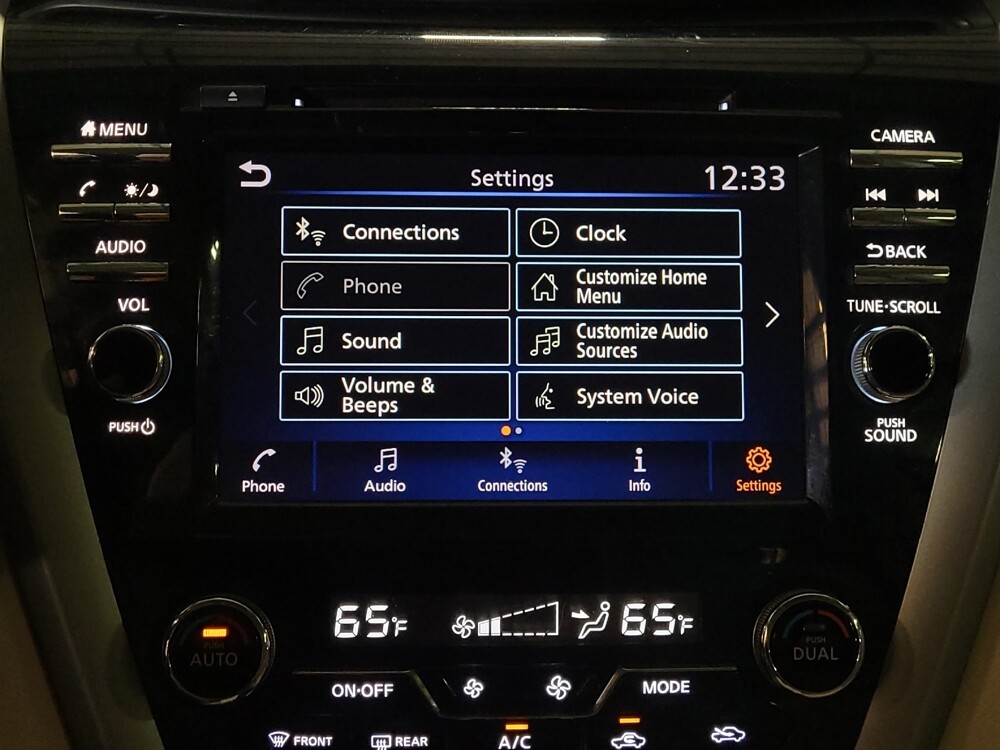 MENU
CAMERA
AUDIO
BACK
VOL
TUNE·SCROLL
PUSH
PUSH
SOUND
Settings 12:33
Connections
Clock
Phone
Customize Home
Menu
Sound
Customize Audio
Sources
Volume &
Beeps
System Voice
Phone
Audio
Connections
Info
Settings
65°F
65°F
AUTO
PUSH
DUAL
ON·OFF
MODE
FRONT
REAR
A/C